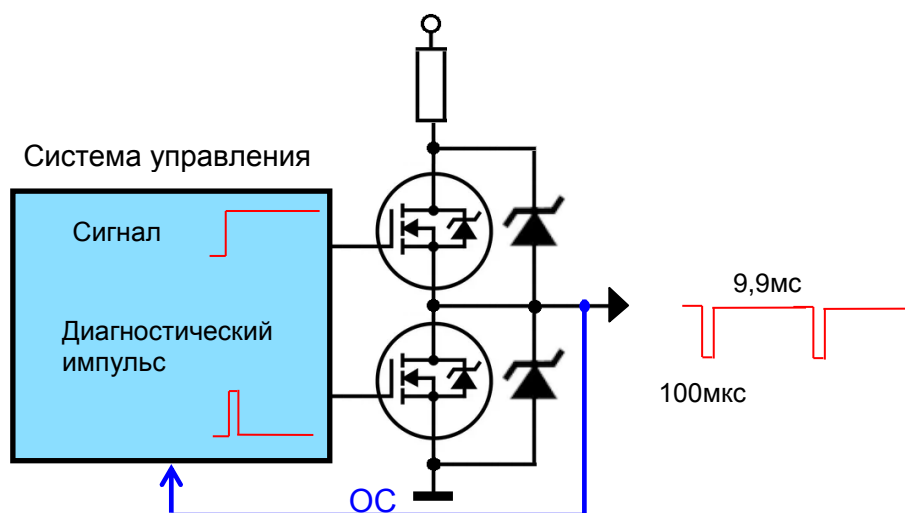 Система управления
Сигнал
9,9мс
Диагностический
импульс
100мкс
ОС